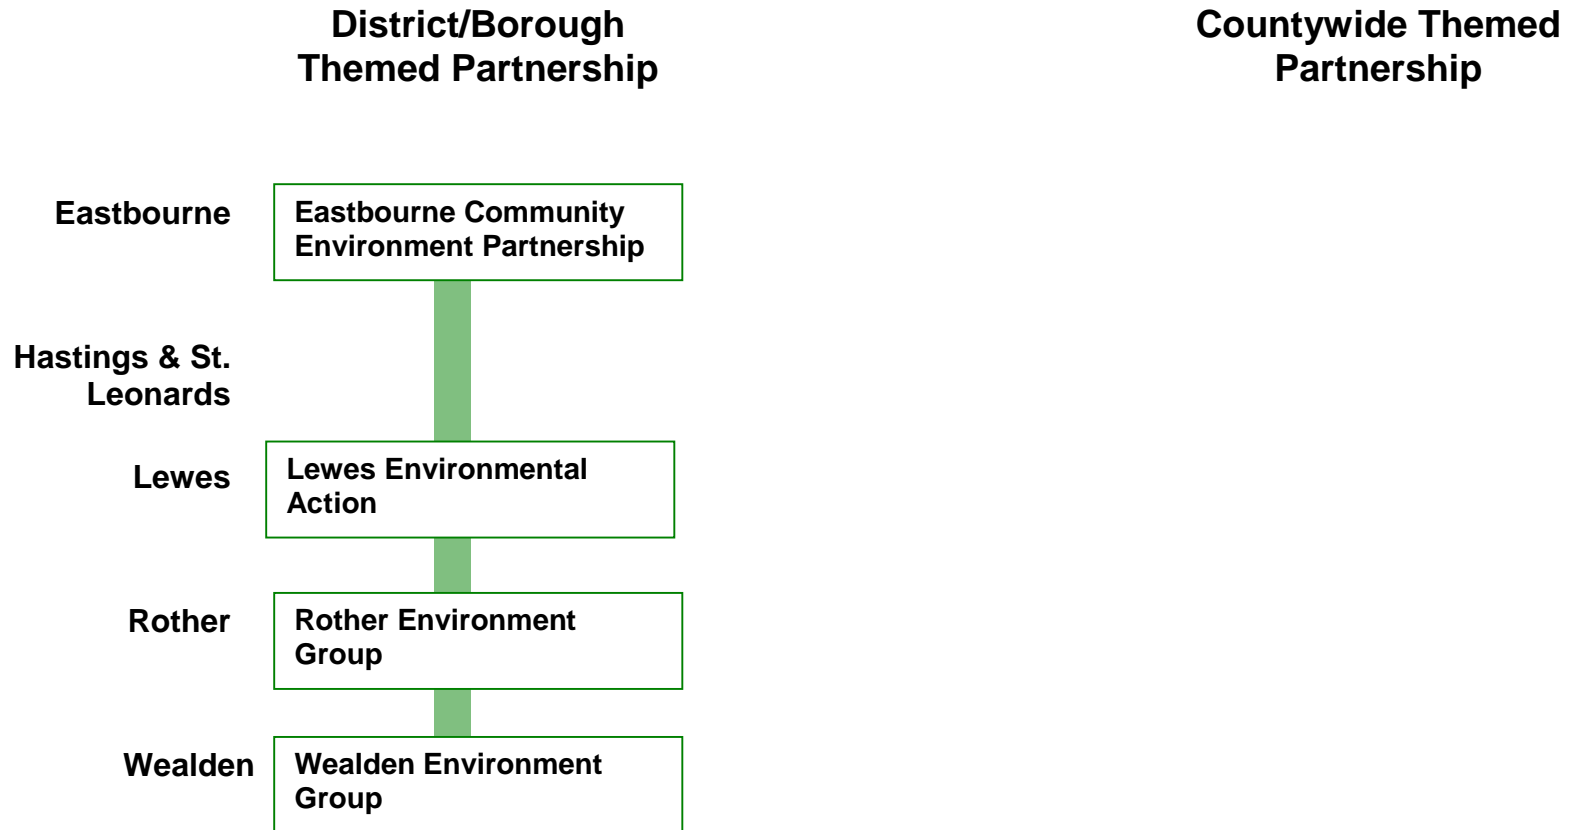 District/Borough
Themed Partnership
Countywide Themed
Partnership
Eastbourne
Eastbourne Community
Environment Partnership
Hastings & St.
Leonards
Lewes
Lewes Environmental
Action
Rother
Rother Environment
Group
Wealden
Wealden Environment
Group